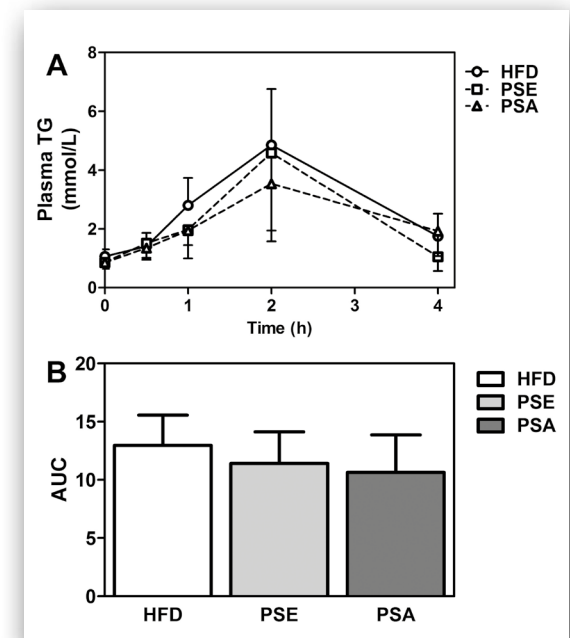 A
8
6
4
2
0
Plasma TG
(mmol/L)
0 1 2 3 4
Time (h)
HFD
PSE
PSA
B
20
15
10
5
0
AUC
HFD PSE PSA
HFD
PSE
PSA